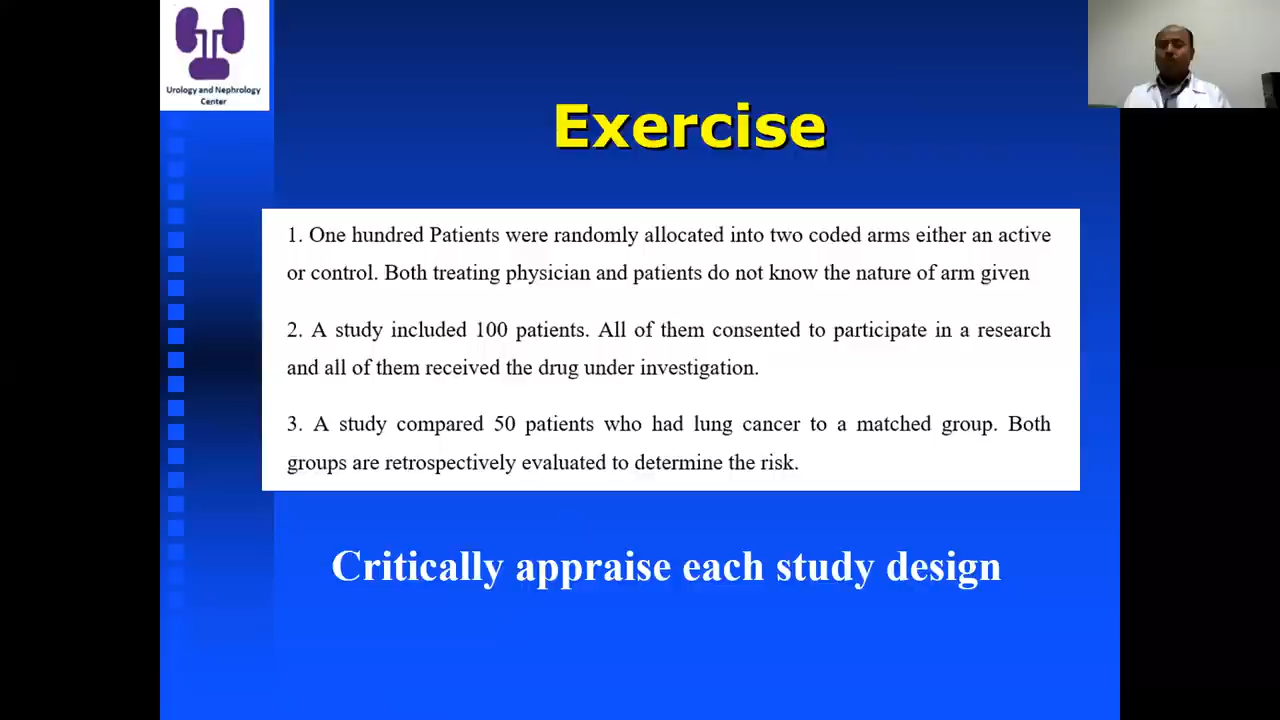 Urology and Nephrology
Center
Exercise
1. One hundred Patients were randomly allocated into two coded arms either an active
or control. Both treating physician and patients do not know the nature of arm given
2. A study included 100 patients. All of them consented to participate in a research
and all of them received the drug under investigation.
3. A study compared 50 patients who had lung cancer to a matched group. Both
groups are retrospectively evaluated to determine the risk.
Critically appraise each study design